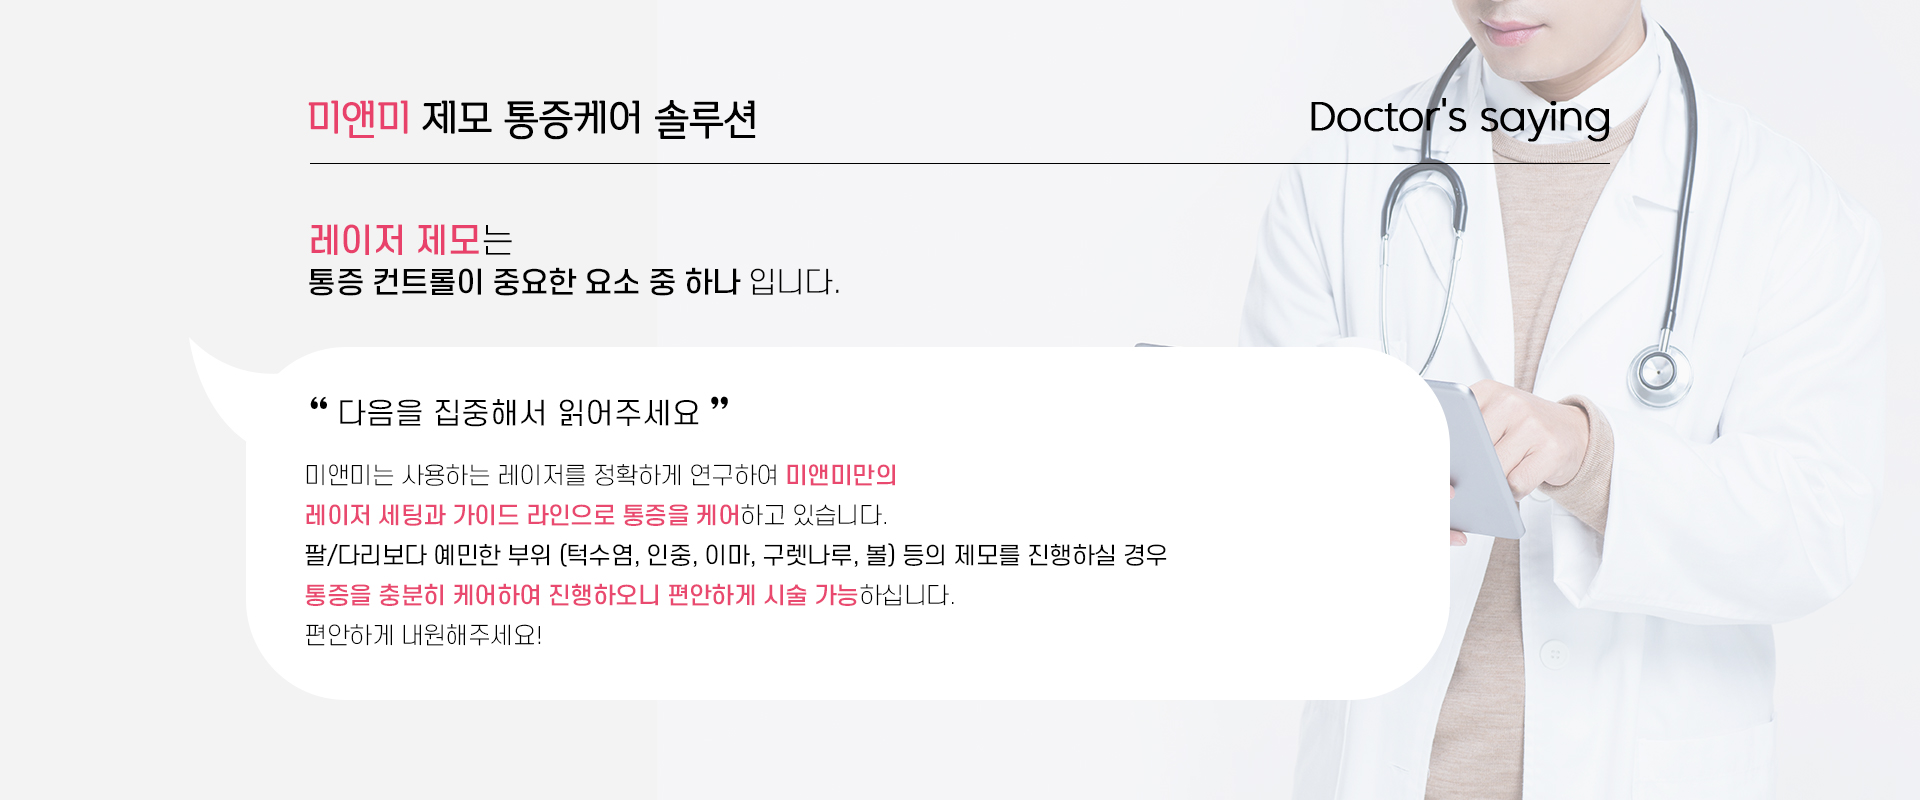 미앤미 제모 통증케어 솔루션
Doctor's saying
레이저 제모는
통증 컨트롤이 중요한 요소 중 하나 입니다.
“ 다음을 집중해서 읽어주세요 ”
미앤미는 사용하는 레이저를 정확하게 연구하여 미앤미만의
레이저 세팅과 가이드 라인으로 통증을 케어하고 있습니다.
팔/다리보다 예민한 부위 (턱수염, 인중, 이마, 구렛나루, 볼) 등의 제모를 진행하실 경우
통증을 충분히 케어하여 진행하오니 편안하게 시술 가능하십니다.
편안하게 내원해주세요!